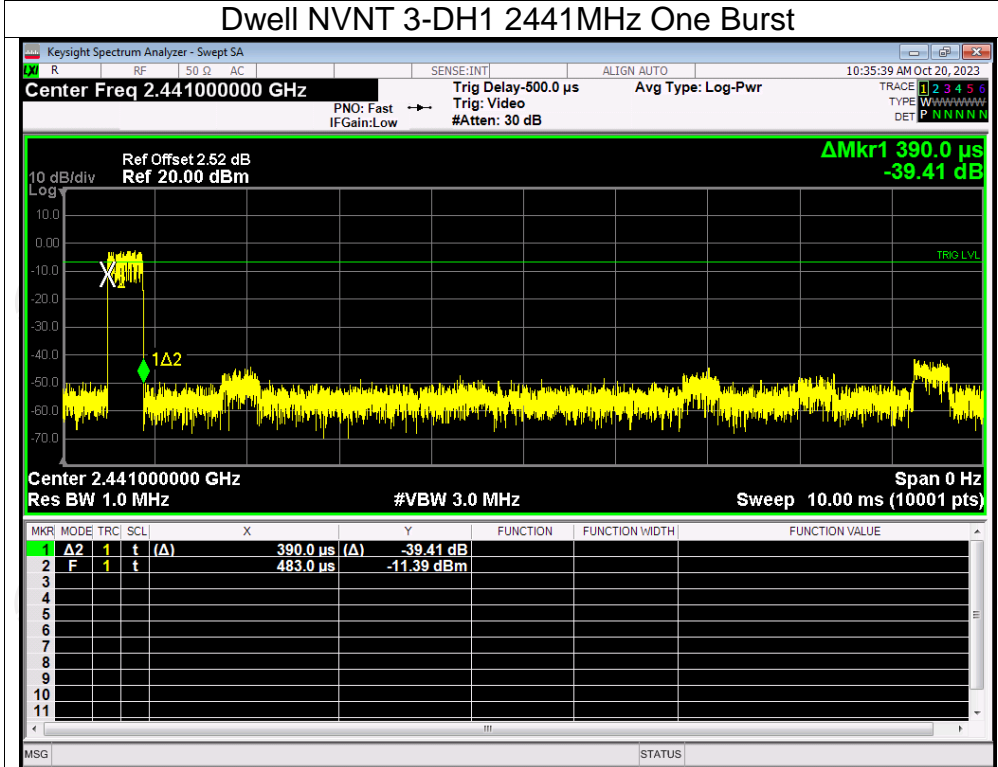 Dwell NVNT 3-DH1 2441MHz One Burst
Keysight Spectrum Analyzer - Swept SA
LXI R RF 50 Ω AC SENSE:INT ALIGN AUTO 10:35:39 AM Oct 20, 2023
Center Freq 2.441000000 GHz Trig Delay-500.0 µs Avg Type: Log-Pwr TRACE 1 2 3 4 5 6
PNO: Fast Trig: Video TYPE WWWWWW
IFGain:Low #Atten: 30 dB DET P N N N N N
ΔMkr1 390.0 µs
-39.41 dB
Ref Offset 2.52 dB
10 dB/div Ref 20.00 dBm
Log
10.0
0.00
TRIG LVL
-10.0
X2
-20.0
-30.0
-40.0
1Δ2
-50.0
-60.0
-70.0
Center 2.441000000 GHz Span 0 Hz
Res BW 1.0 MHz #VBW 3.0 MHz Sweep 10.00 ms (10001 pts)
MKR MODE TRC SCL X Y FUNCTION FUNCTION WIDTH FUNCTION VALUE
1 Δ2 1 t (Δ) 390.0 µs (Δ) -39.41 dB
2 F 1 t 483.0 µs -11.39 dBm
3
4
5
6
7
8
9
10
11
MSG STATUS